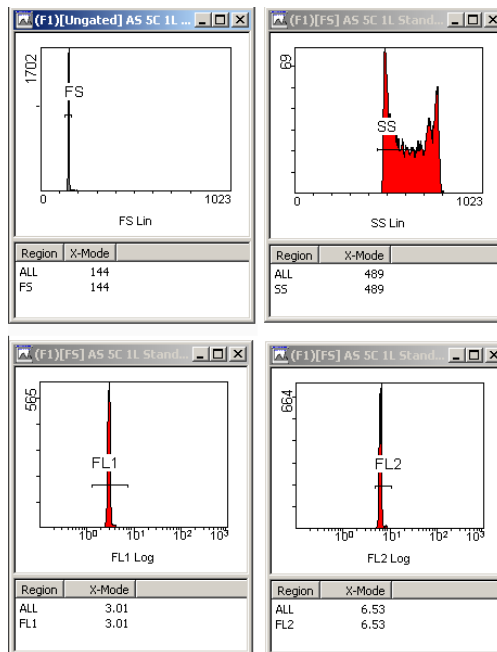 (F1)[Ungated] AS 5C 1L ...
1702
FS
0 1023
FS Lin
Region X-Mode
ALL 144
FS 144
(F1)[FS] AS 5C 1L Stand...
69
SS
0 1023
SS Lin
Region X-Mode
ALL 489
SS 489
(F1)[FS] AS 5C 1L Stand...
565
FL1
10⁰ 10¹ 10² 10³
FL1 Log
Region X-Mode
ALL 3.01
FL1 3.01
(F1)[FS] AS 5C 1L Stand...
664
FL2
10⁰ 10¹ 10² 10³
FL2 Log
Region X-Mode
ALL 6.53
FL2 6.53